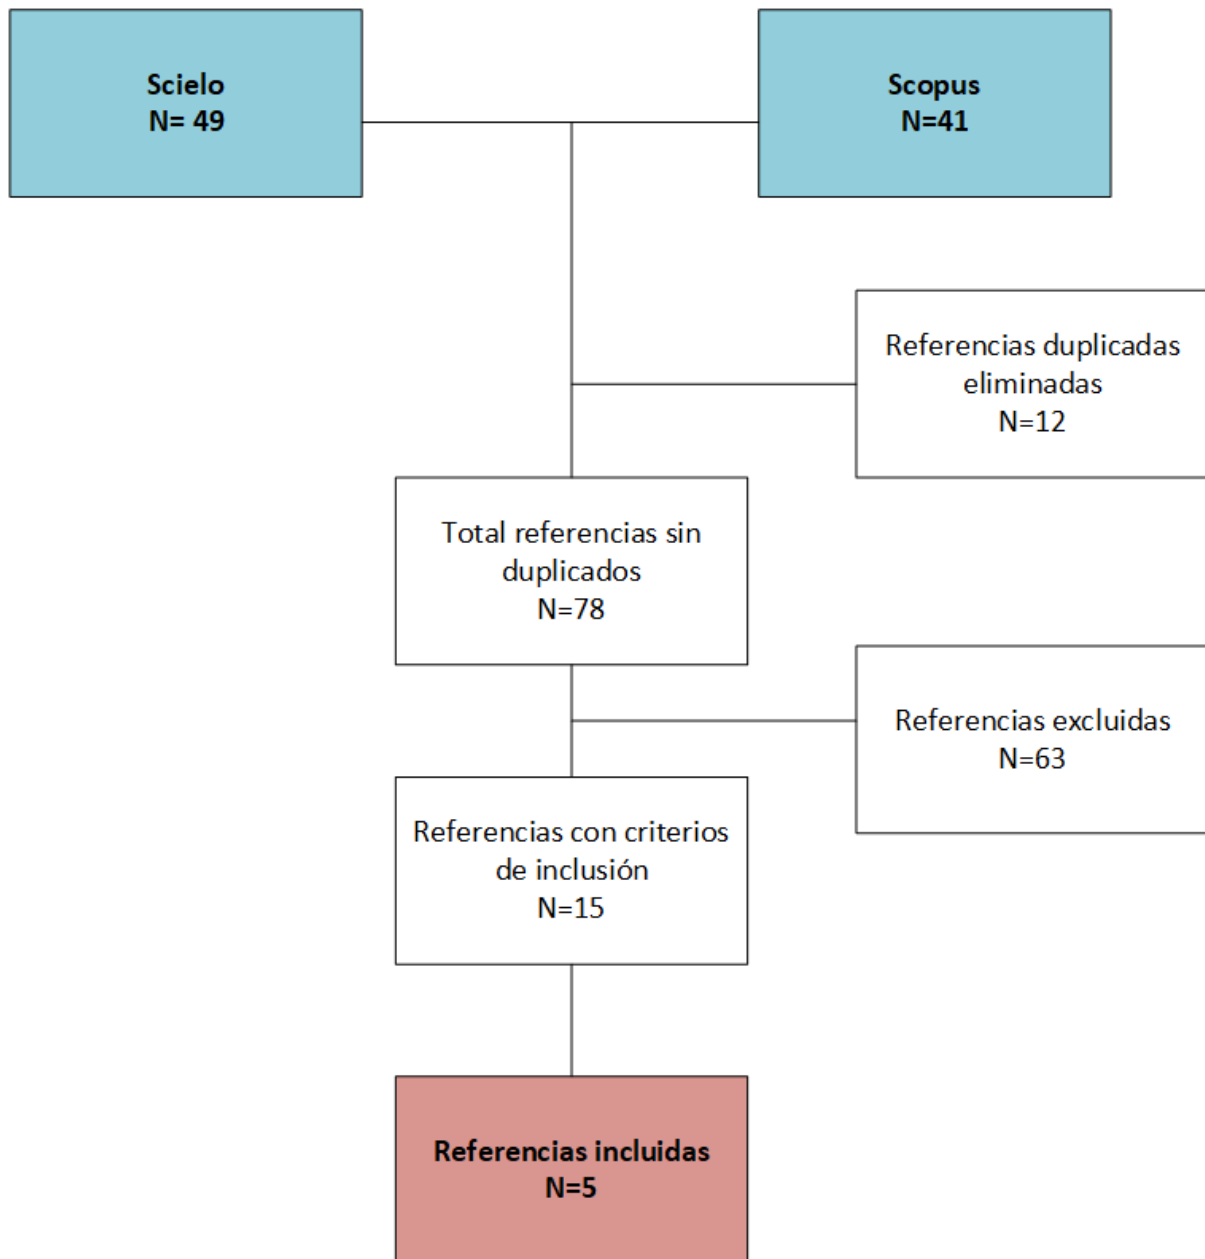 Scielo
N= 49
Scopus
N=41
Referencias duplicadas
eliminadas
N=12
Total referencias sin
duplicados
N=78
Referencias excluidas
N=63
Referencias con criterios
de inclusión
N=15
Referencias incluidas
N=5